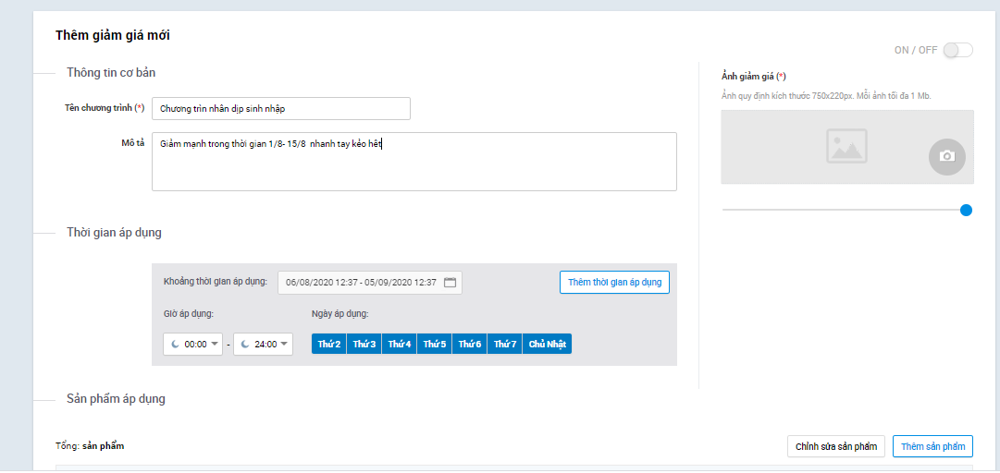 Thêm giảm giá mới
ON / OFF
Thông tin cơ bản
Ảnh giảm giá (*)
Ảnh quy định kích thước 750x220px. Mỗi ảnh tối đa 1 Mb.
Tên chương trình (*)
Chương trìn nhân dịp sinh nhập
Mô tả
Giảm mạnh trong thời gian 1/8- 15/8 nhanh tay kẻo hết
Thời gian áp dụng
Khoảng thời gian áp dụng:
06/08/2020 12:37 - 05/09/2020 12:37
Thêm thời gian áp dụng
Giờ áp dụng:
Ngày áp dụng:
00:00 - 24:00
Thứ 2 Thứ 3 Thứ 4 Thứ 5 Thứ 6 Thứ 7 Chủ Nhật
Sản phẩm áp dụng
Tổng: sản phẩm
Chỉnh sửa sản phẩm
Thêm sản phẩm